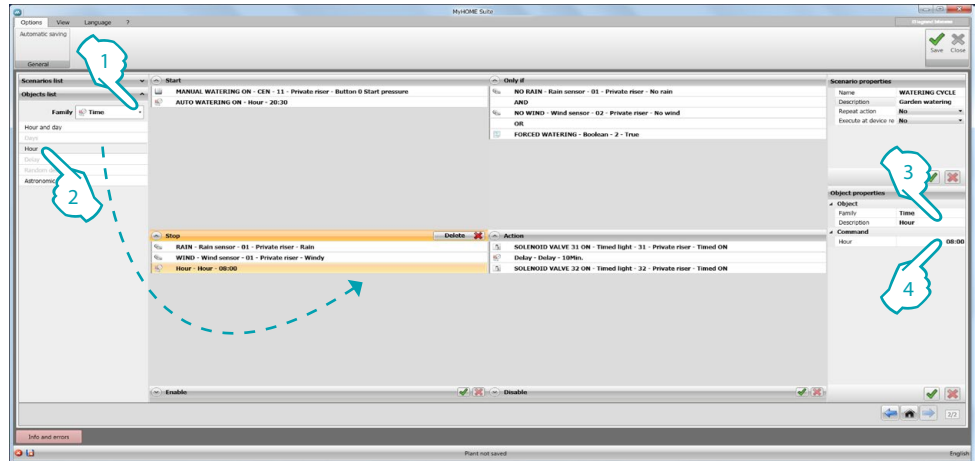 MyHOME Suite
Options View Language ?
Automatic saving
General
Save Close
Scenarios list
Objects list
Family Time
Hour and day
Days
Hour
Delay
Astronomic
Start
MANUAL WATERING ON - CEN - 11 - Private riser - Button 0 Start pressure
AUTO WATERING ON - Hour - 20:30
Only if
NO RAIN - Rain sensor - 01 - Private riser - No rain
AND
NO WIND - Wind sensor - 02 - Private riser - No wind
OR
FORCED WATERING - Boolean - 2 - True
Stop Delete
RAIN - Rain sensor - 01 - Private riser - Rain
WIND - Wind sensor - 01 - Private riser - Windy
Hour - Hour - 08:00
Action
SOLENOID VALVE 31 ON - Timed light - 31 - Private riser - Timed ON
Delay - Delay - 10Min.
SOLENOID VALVE 32 ON - Timed light - 32 - Private riser - Timed ON
Enable
Disable
Scenario properties
Name WATERING CYCLE
Description Garden watering
Repeat action No
Execute at device re No
Object properties
Object
Family Time
Description Hour
Command
Hour 08:00
1
2
3
4
2/2
Info and errors
Plant not saved
English